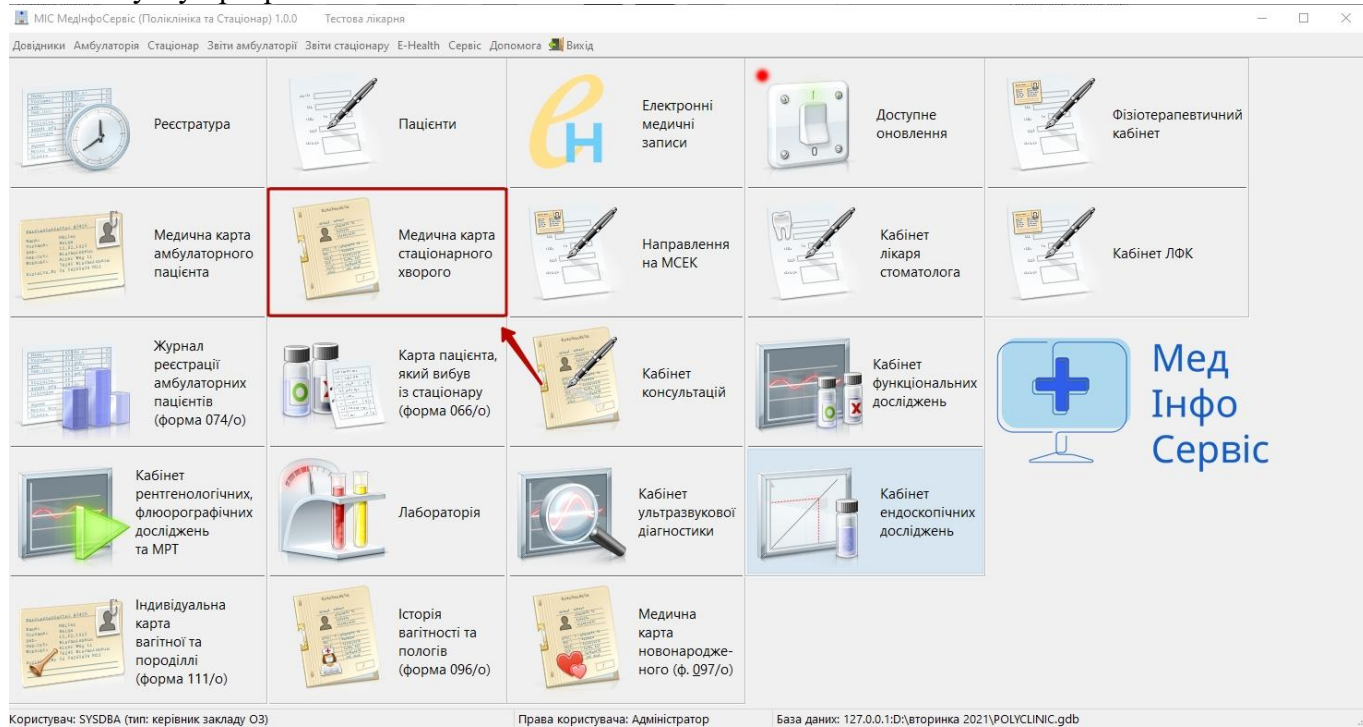 МІС МедІнфоСервіс (Поліклініка та Стаціонар) 1.0.0 Тестова лікарня
Довідники Амбулаторія Стаціонар Звіти амбулаторії Звіти стаціонару E-Health Сервіс Допомога Вихід
Реєстратура
Пацієнти
Електронні
медичні
записи
Доступне
оновлення
Фізіотерапевтичний
кабінет
Медична карта
амбулаторного
пацієнта
Медична карта
стаціонарного
хворого
Направлення
на МСЕК
Кабінет
лікаря
стоматолога
Кабінет ЛФК
Журнал
реєстрації
амбулаторних
пацієнтів
(форма 074/о)
Карта пацієнта,
який вибув
із стаціонару
(форма 066/о)
Кабінет
консультацій
Кабінет
функціональних
досліджень
Мед
Інфо
Сервіс
Кабінет
рентгенологічних,
флюорографічних
досліджень
та МРТ
Лабораторія
Кабінет
ультразвукової
діагностики
Кабінет
ендоскопічних
досліджень
Індивідуальна
карта
вагітної та
породіллі
(форма 111/о)
Історія
вагітності та
пологів
(форма 096/о)
Медична
карта
новонародже-
ного (ф. 097/о)
Користувач: SYSDBA (тип: керівник закладу ОЗ) Права користувача: Адміністратор База даних: 127.0.0.1:D:\вторинка 2021\POLYCLINIC.gdb